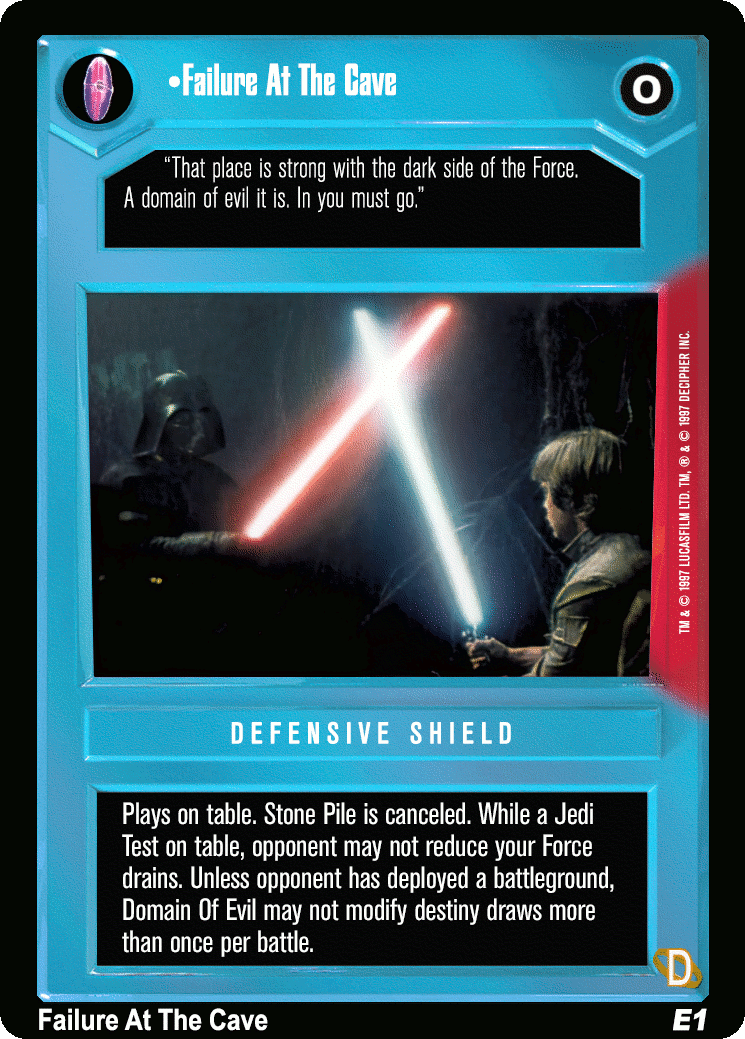 •Failure At The Cave
O
“That place is strong with the dark side of the Force.
A domain of evil it is. In you must go.”
TM & © 1997 LUCASFILM LTD. TM, ® & © 1997 DECIPHER INC.
DEFENSIVE SHIELD
Plays on table. Stone Pile is canceled. While a Jedi
Test on table, opponent may not reduce your Force
drains. Unless opponent has deployed a battleground,
Domain Of Evil may not modify destiny draws more
than once per battle.
D
Failure At The Cave
E1